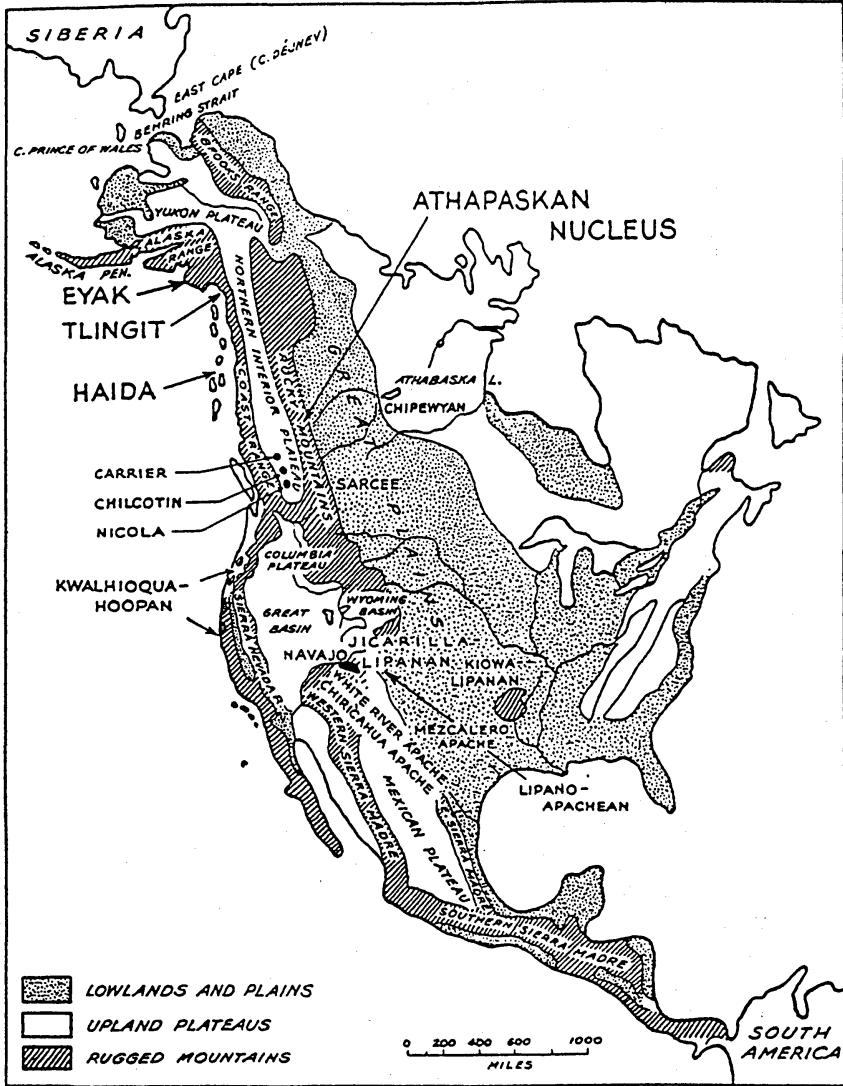 SIBERIA
EAST CAPE (C. DÉJNEV)
BEHRING STRAIT
C. PRINCE OF WALES
BROOKS RANGE
YUKON PLATEAU
ALASKA
RANGE
ALASKA PEN.
ATHAPASKAN
NUCLEUS
EYAK
TLINGIT
HAIDA
NORTHERN INTERIOR PLATEAU
COAST RANGE
ROCKY MOUNTAINS
GREAT PLAINS
ATHABASKA L.
CHIPEWYAN
CARRIER
CHILCOTIN
NICOLA
SARCEE
COLUMBIA
PLATEAU
KWALHIOQUA-
HOOPAN
WYOMING
BASIN
GREAT
BASIN
SIERRA NEVADA R.
JICARILLA-
LIPANAN
NAVAJO
KIOWA-
LIPANAN
WHITE RIVER APACHE
CHIRICAHUA APACHE
MEZCALERO
APACHE
LIPANO-
APACHEAN
WESTERN SIERRA MADRE
MEXICAN PLATEAU
E. SIERRA MADRE
SOUTHERN SIERRA MADRE
LOWLANDS AND PLAINS
UPLAND PLATEAUS
RUGGED MOUNTAINS
0 200 400 600 1000
MILES
SOUTH
AMERICA